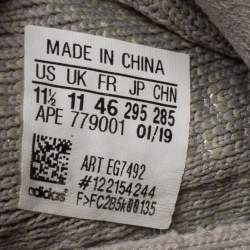 MADE IN CHINA
US UK FR JP CHN
11½ 11 46 295 285
APE 779001 01/19
ART EG7492
#122154244
adidas F>FC2B5k00135